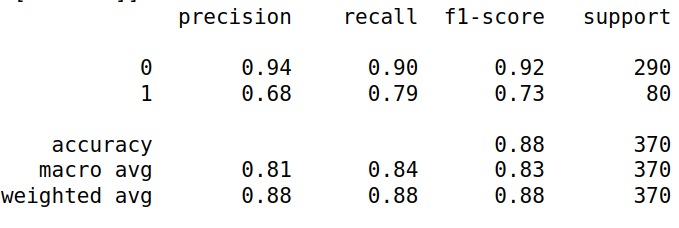 precision recall f1-score support
0 0.94 0.90 0.92 290
1 0.68 0.79 0.73 80
accuracy 0.88 370
macro avg 0.81 0.84 0.83 370
weighted avg 0.88 0.88 0.88 370